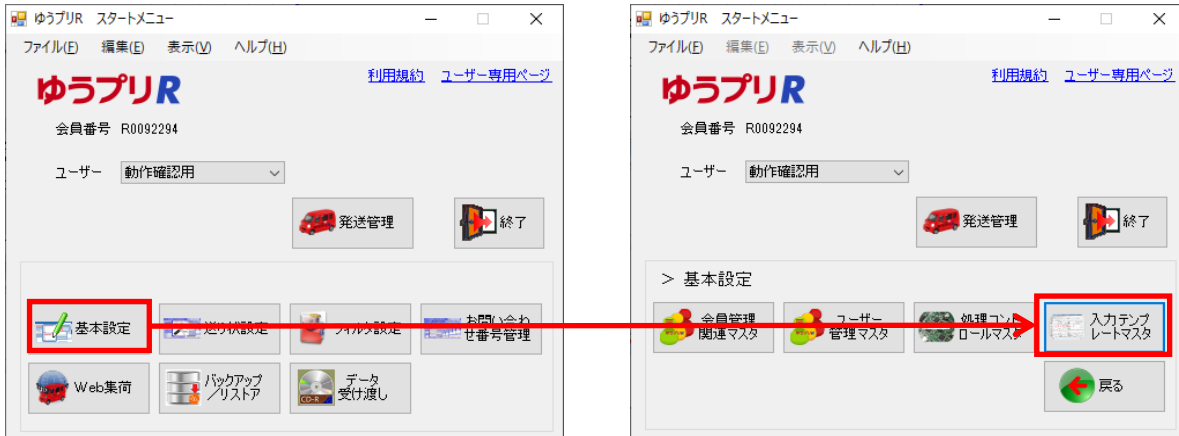 ゆうプリR スタートメニュー
ファイル(F) 編集(E) 表示(V) ヘルプ(H)
利用規約 ユーザー専用ページ
ゆうプリR
会員番号 R0092294
ユーザー 動作確認用
発送管理
終了
基本設定
送り状設定
フィルタ設定
お問い合わ
せ番号管理
Web集荷
バックアップ
／リストア
CD-R
データ
受け渡し
ゆうプリR スタートメニュー
ファイル(F) 編集(E) 表示(V) ヘルプ(H)
利用規約 ユーザー専用ページ
ゆうプリR
会員番号 R0092294
ユーザー 動作確認用
発送管理
終了
＞ 基本設定
会員管理
関連マスタ
ユーザー
管理マスタ
処理コント
ロールマスタ
入力テンプ
レートマスタ
戻る